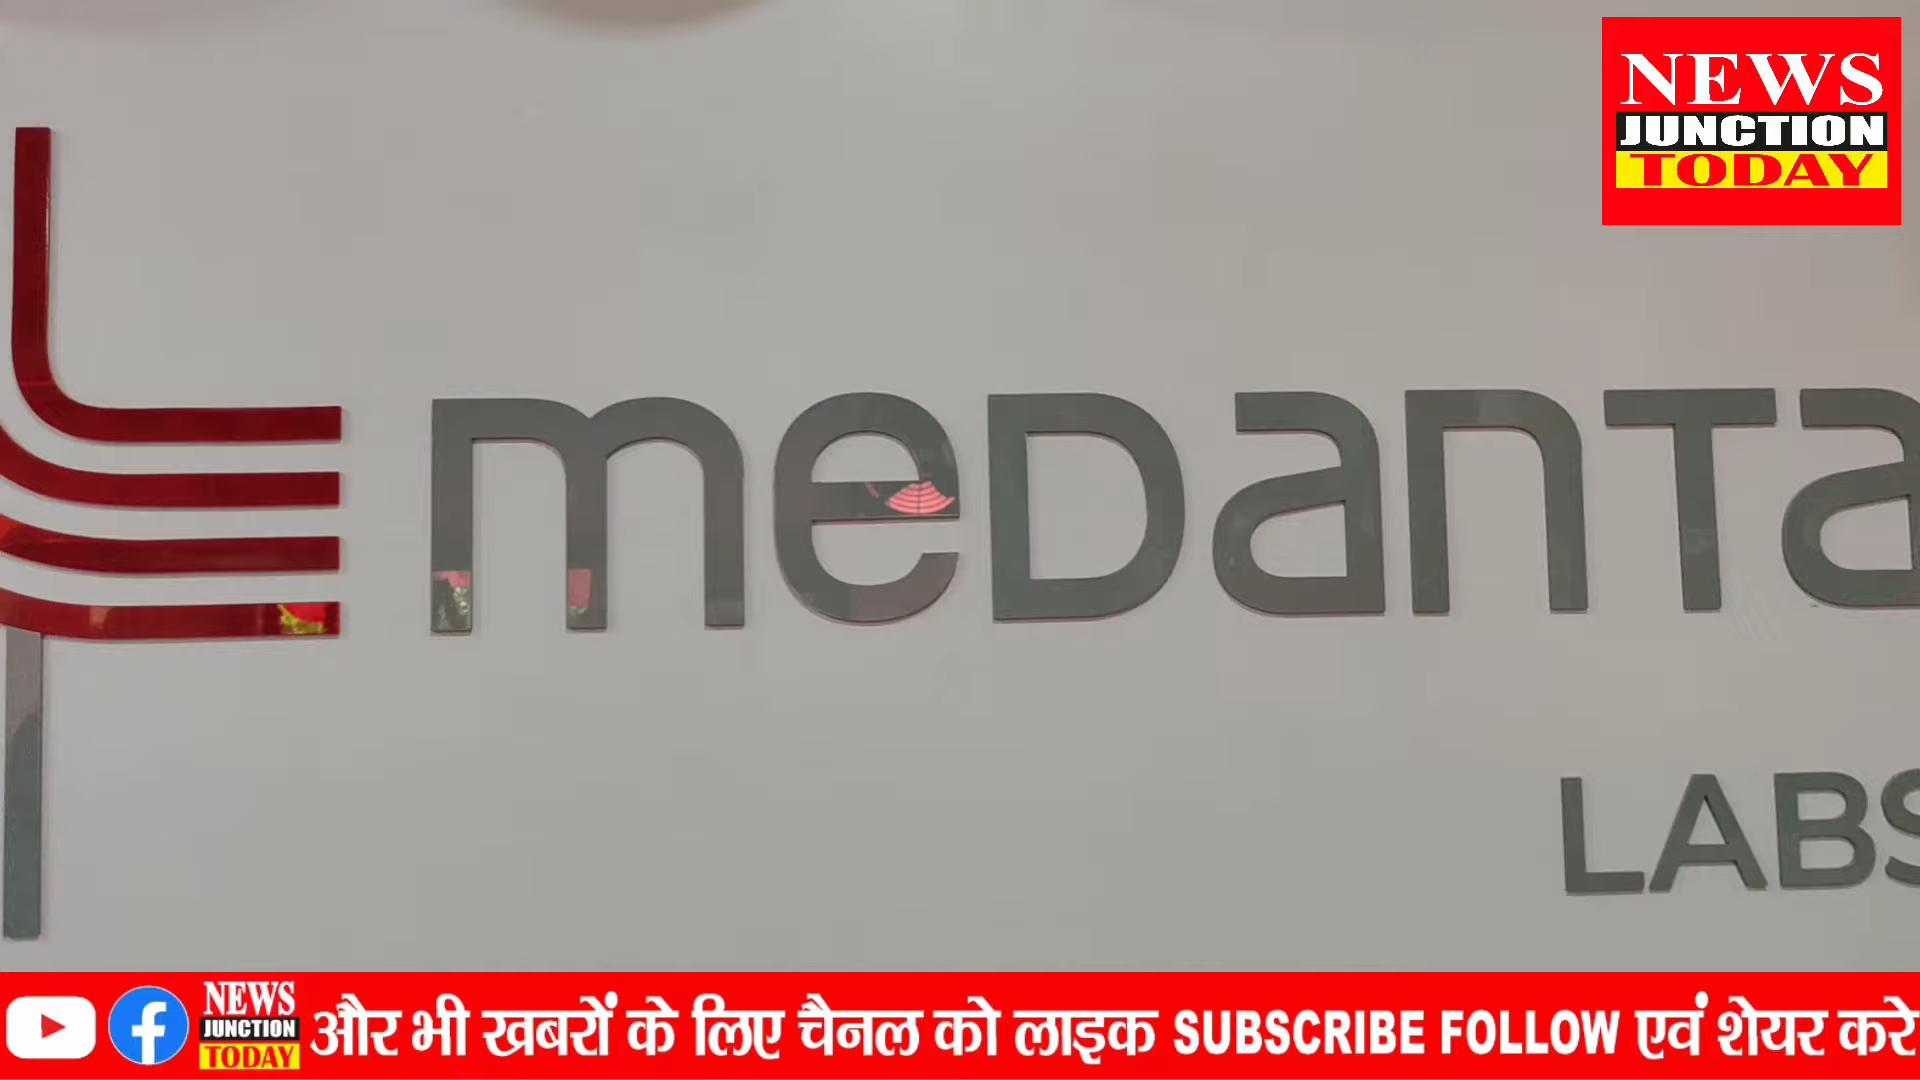 NEWS
JUNCTION
TODAY
meDanTa
LABS
NEWS
JUNCTION
TODAY
और भी खबरों के लिए चैनल को लाइक SUBSCRIBE FOLLOW एवं शेयर करे